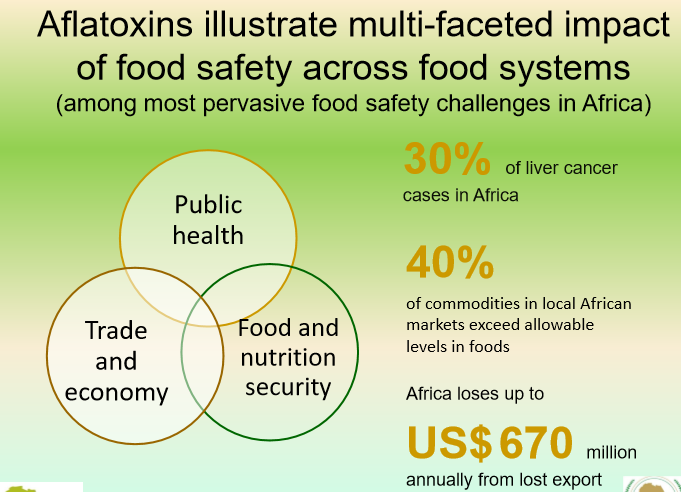 Aflatoxins illustrate multi-faceted impact
of food safety across food systems
(among most pervasive food safety challenges in Africa)
Public
health
Trade
and
economy
Food and
nutrition
security
30% of liver cancer
cases in Africa
40%
of commodities in local African
markets exceed allowable
levels in foods
Africa loses up to
US$ 670 million
annually from lost export